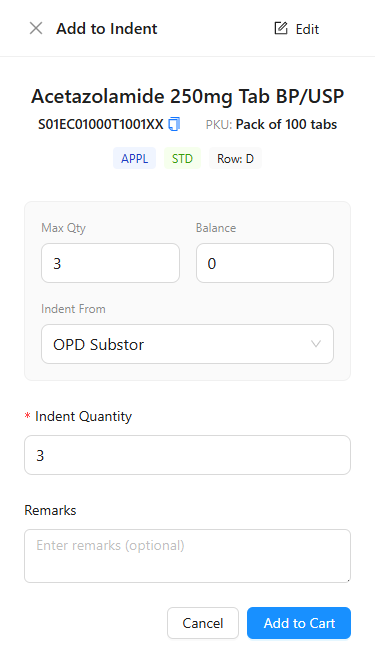 Add to Indent Edit
Acetazolamide 250mg Tab BP/USP
S01EC01000T1001XX PKU: Pack of 100 tabs
APPL STD Row: D
Max Qty Balance
3 0
Indent From
OPD Substor
* Indent Quantity
3
Remarks
Enter remarks (optional)
Cancel Add to Cart